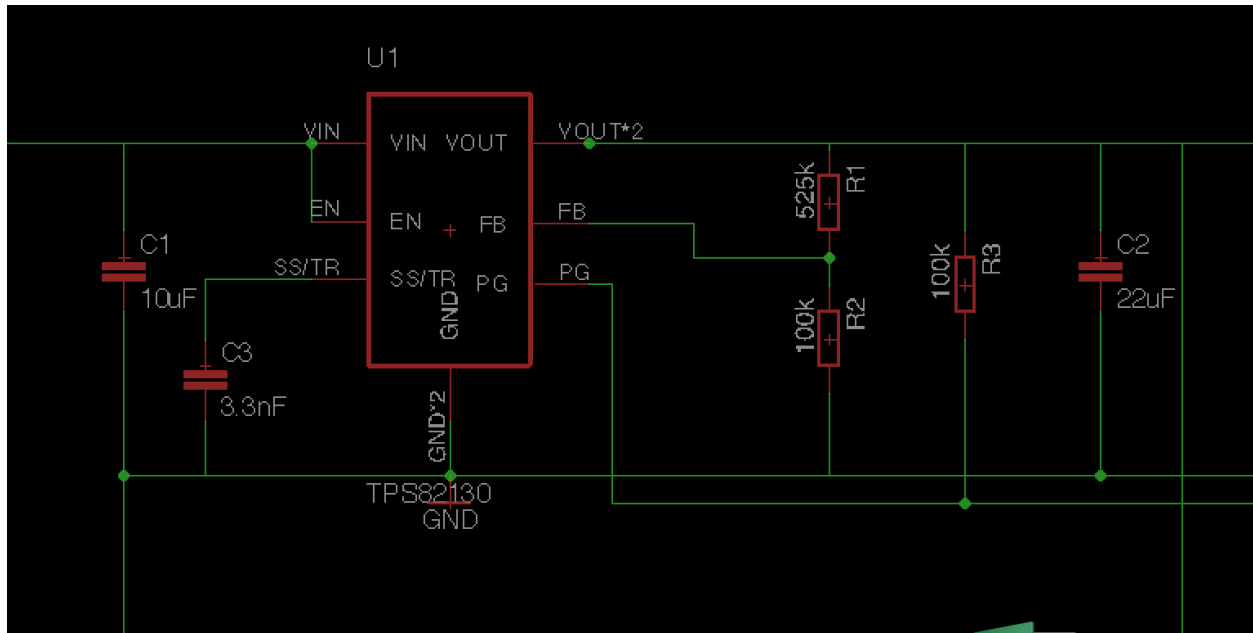 U1
VIN
VIN VOUT
VOUT*2
EN
EN
FB
FB
SS/TR
SS/TR
PG
PG
GND
GND*2
TPS82130
GND
C1
10uF
C3
3.3nF
525k
R1
100k
R2
100k
R3
C2
22uF